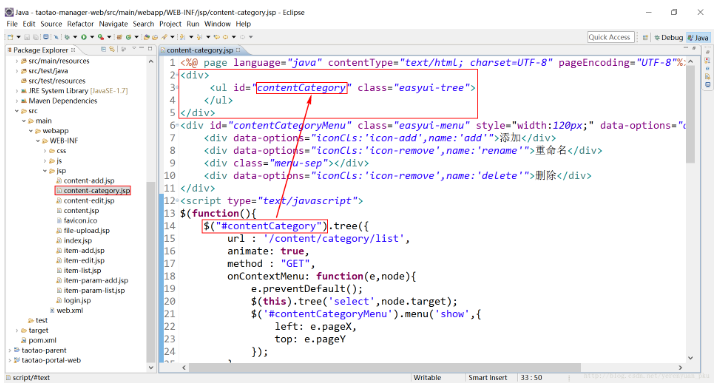 Java - taotao-manager-web/src/main/webapp/WEB-INF/jsp/content-category.jsp - Eclipse
File Edit Source Refactor Navigate Search Project Run Window Help
Quick Access
Debug
Java
Package Explorer
src/main/resources
src/test/java
src/test/resources
JRE System Library [JavaSE-1.7]
Maven Dependencies
src
main
webapp
WEB-INF
css
js
jsp
content-add.jsp
content-category.jsp
content-edit.jsp
content.jsp
favicon.ico
file-upload.jsp
index.jsp
item-add.jsp
item-edit.jsp
item-list.jsp
item-param-add.jsp
item-param-list.jsp
login.jsp
web.xml
test
target
pom.xml
taotao-parent
taotao-portal-web
content-category.jsp
1 <%@ page language="java" contentType="text/html; charset=UTF-8" pageEncoding="UTF-8"%
2 <div>
3 <ul id="contentCategory" class="easyui-tree">
4 </ul>
5 </div>
6 <div id="contentCategoryMenu" class="easyui-menu" style="width:120px;" data-options="
7 <div data-options="iconCls:'icon-add',name:'add'">添加</div>
8 <div data-options="iconCls:'icon-remove',name:'rename'">重命名</div>
9 <div class="menu-sep"></div>
10 <div data-options="iconCls:'icon-remove',name:'delete'">删除</div>
11 </div>
12 <script type="text/javascript">
13 $(function(){
14 $("#contentCategory").tree({
15 url : '/content/category/list',
16 animate: true,
17 method : "GET",
18 onContextMenu: function(e,node){
19 e.preventDefault();
20 $(this).tree('select',node.target);
21 $('#contentCategoryMenu').menu('show',{
22 left: e.pageX,
23 top: e.pageY
24 });
script/#text
Writable
Smart Insert
33 : 50